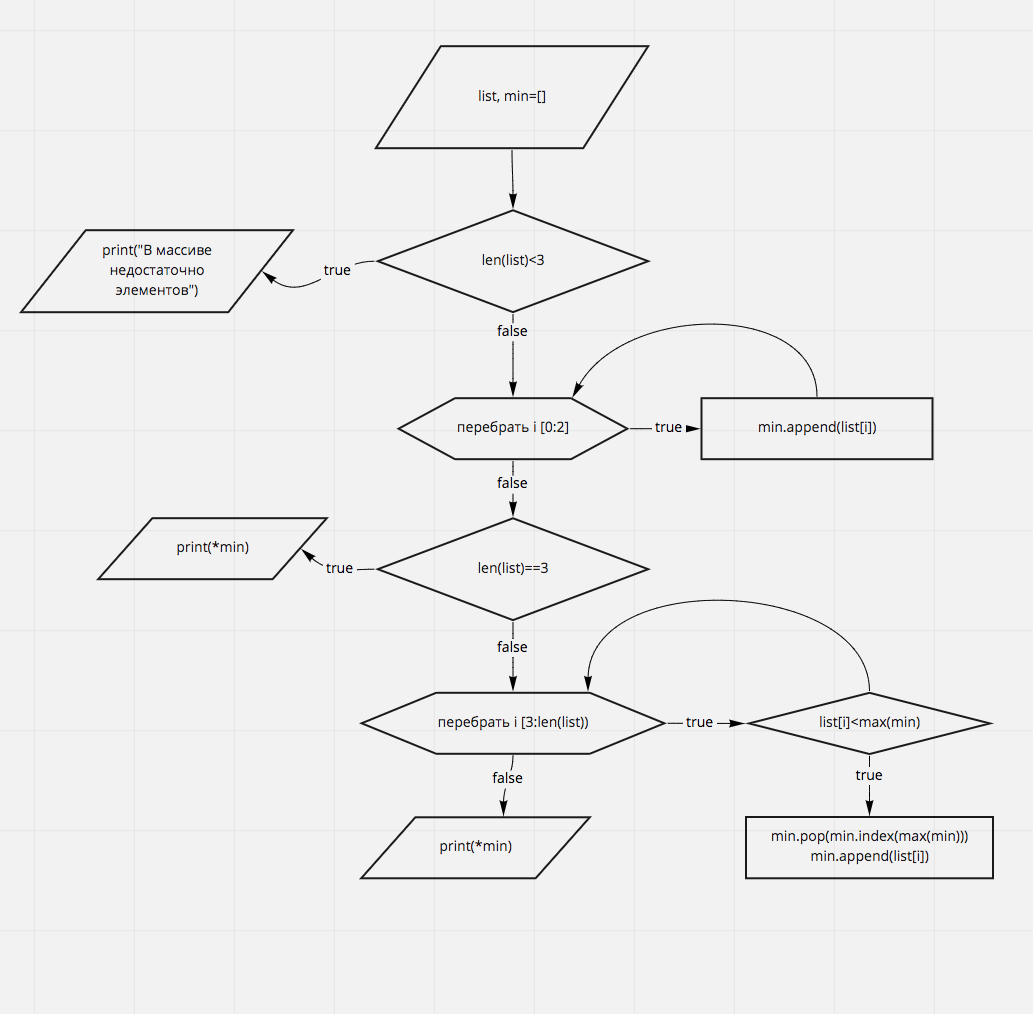 list, min=[]
len(list)<3
true
print("В массиве
недостаточно
элементов")
false
перебрать i [0:2]
true
min.append(list[i])
false
len(list)==3
true
print(*min)
false
перебрать i [3:len(list))
true
list[i]<max(min)
true
min.pop(min.index(max(min)))
min.append(list[i])
false
print(*min)